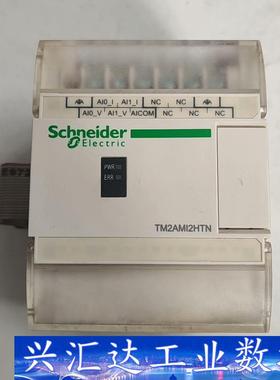 AI0_I AI1_I NC NC
AI0_V AI1_V AICOM NC NC
Schneider
Electric
PWR
ERR
TM2AMI2HTN
兴汇达工业数